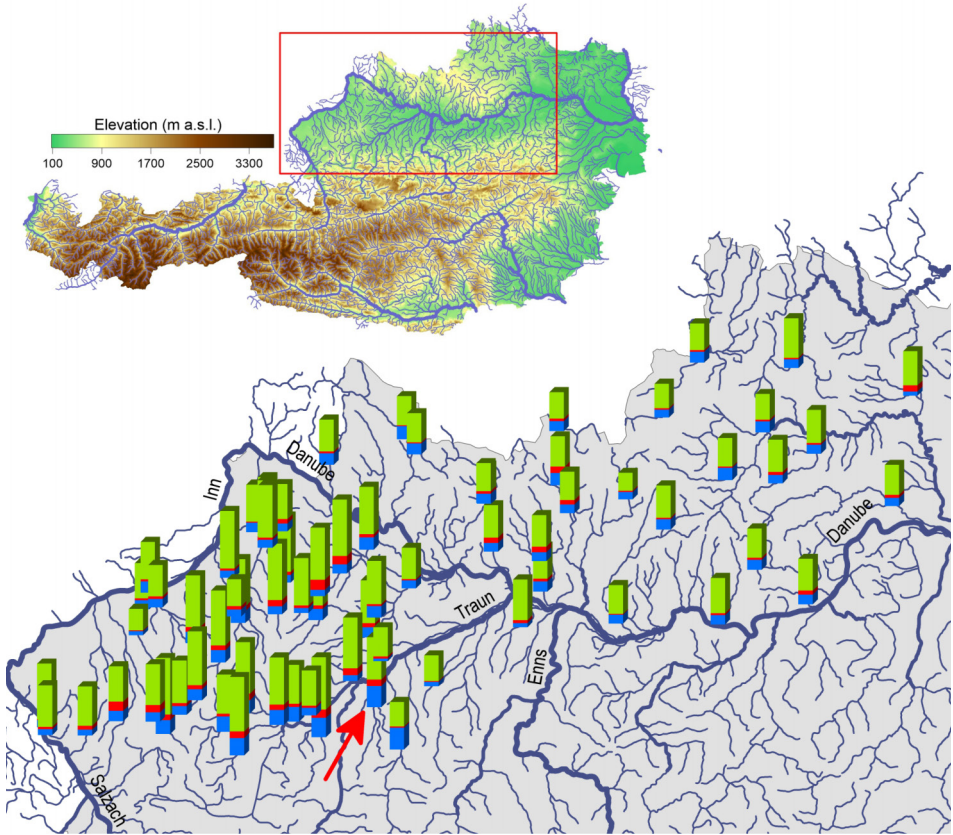 Elevation (m a.s.l.)
100 900 1700 2500 3300
Inn
Danube
Danube
Traun
Enns
Salzach